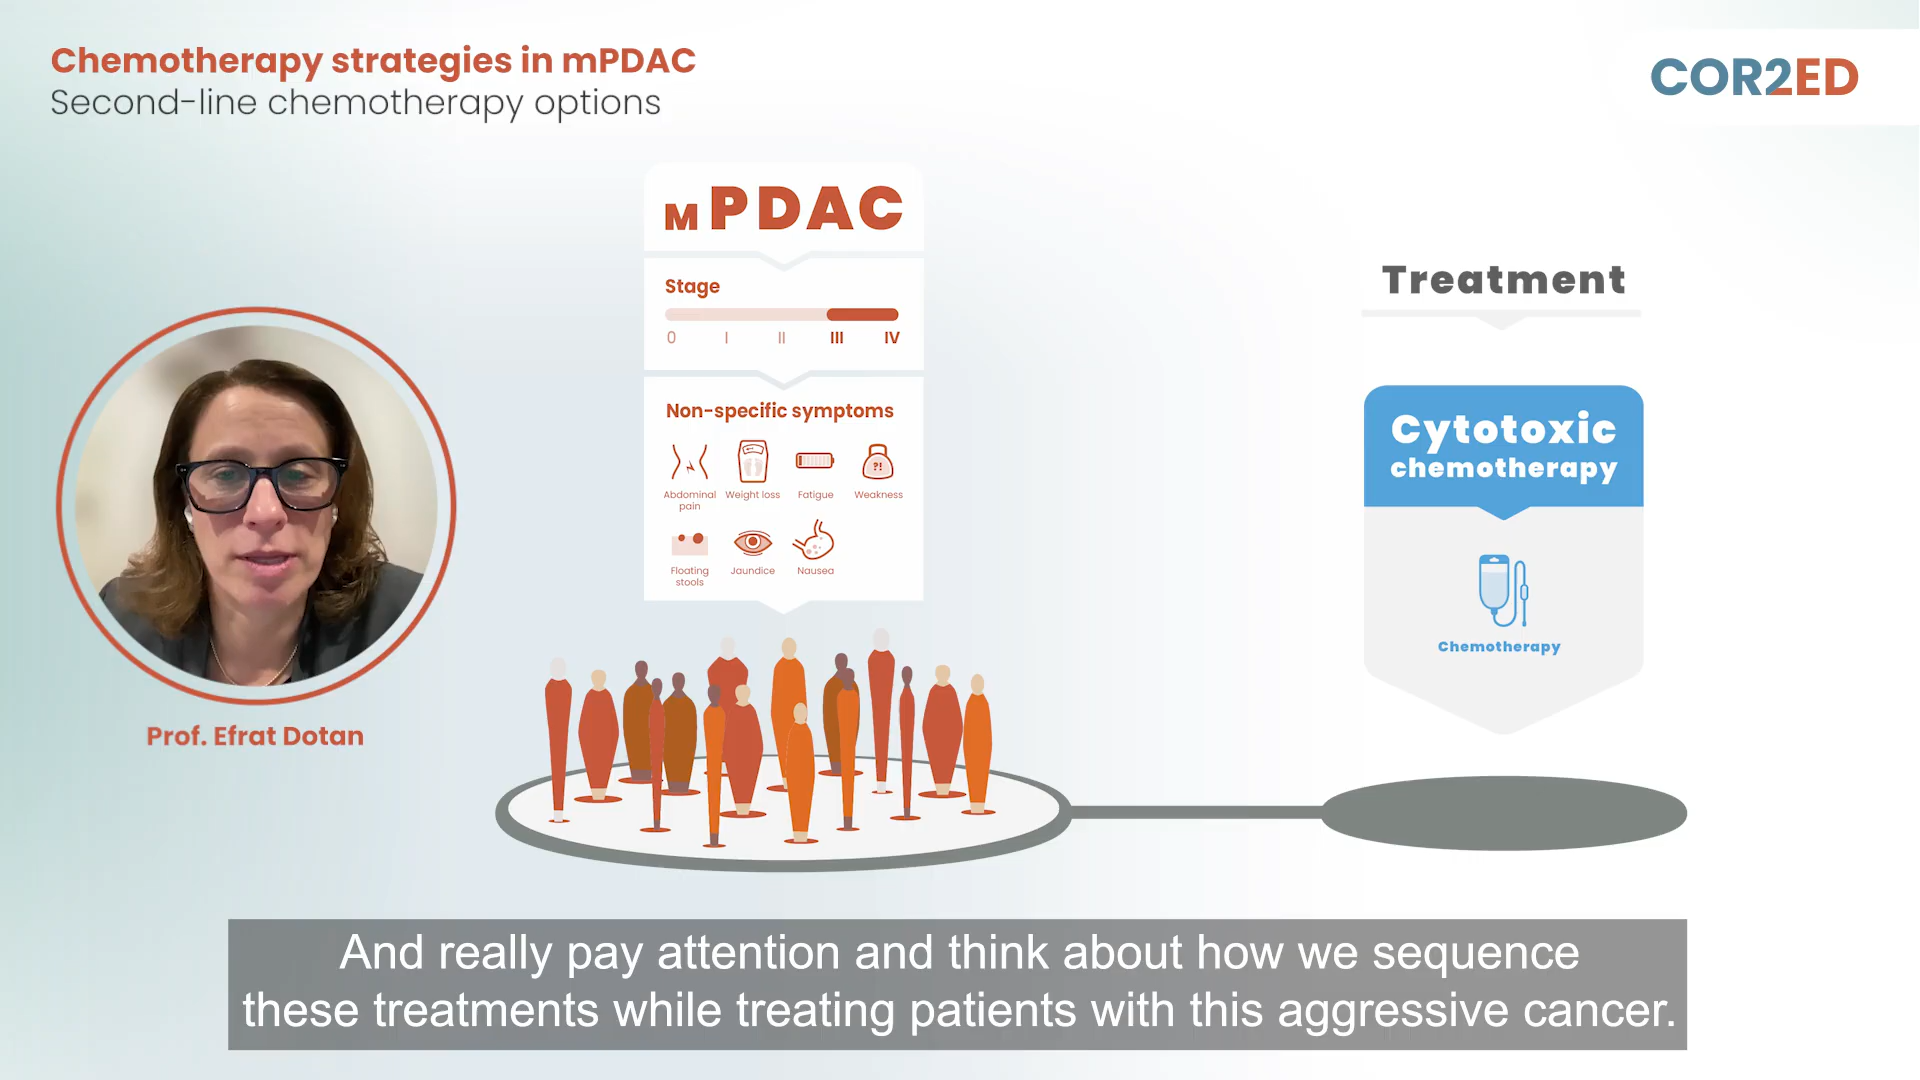 Chemotherapy strategies in mPDAC
Second-line chemotherapy options
COR2ED
MPDAC
Stage
0 I II III IV
Non-specific symptoms
Abdominal pain
Weight loss
Fatigue
Weakness
?!
Floating stools
Jaundice
Nausea
Treatment
Cytotoxic
chemotherapy
Chemotherapy
Prof. Efrat Dotan
And really pay attention and think about how we sequence
these treatments while treating patients with this aggressive cancer.